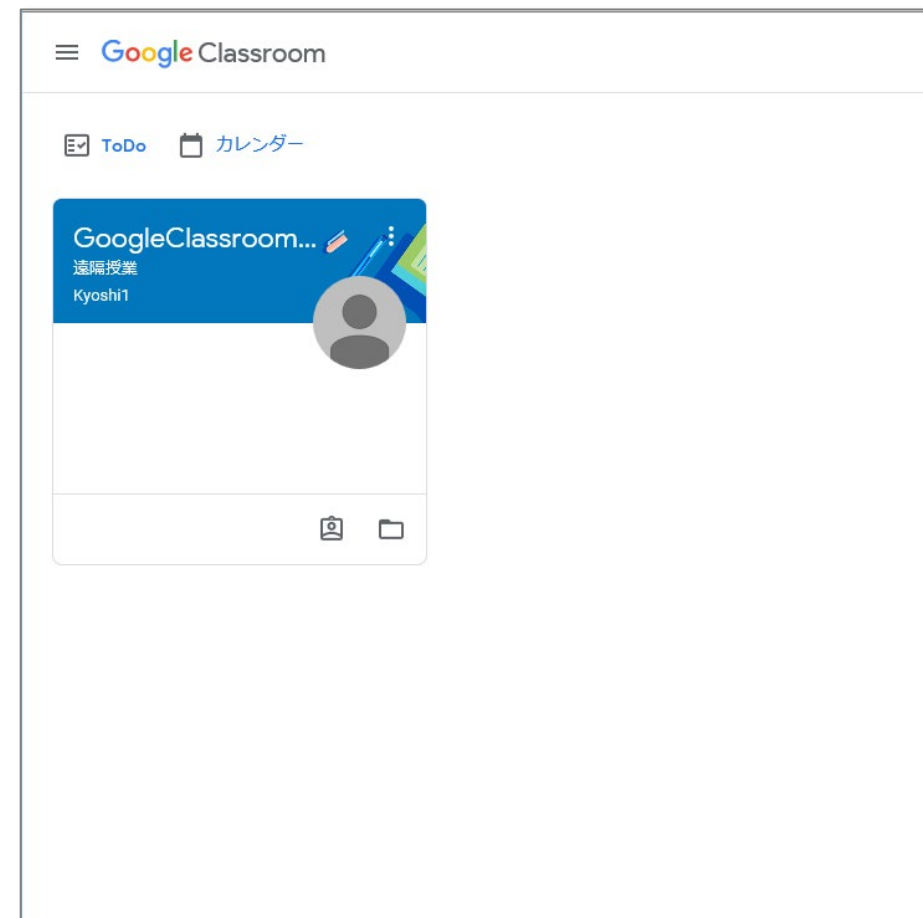 Google Classroom
ToDo カレンダー
GoogleClassroom...
遠隔授業
Kyoshi1